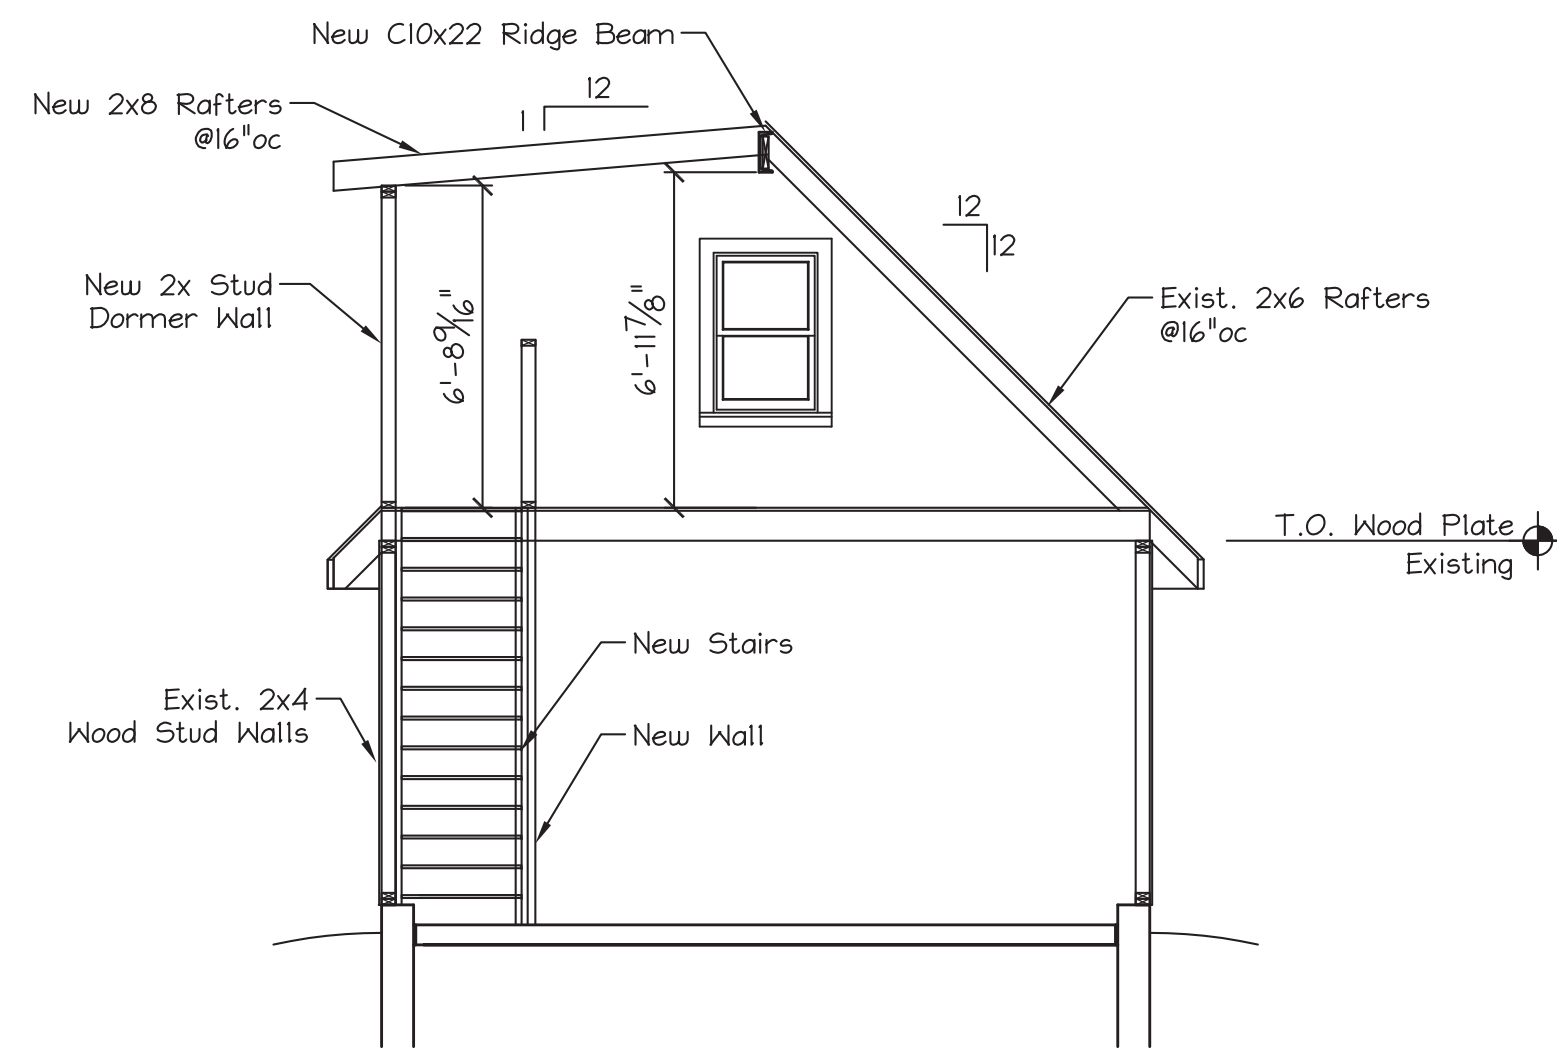 New C10x22 Ridge Beam
12
1
New 2x8 Rafters
@16"oc
12
12
New 2x Stud
Dormer Wall
6'-8 9/16"
6'-11 7/8"
Exist. 2x6 Rafters
@16"oc
T.O. Wood Plate
Existing
New Stairs
Exist. 2x4
Wood Stud Walls
New Wall